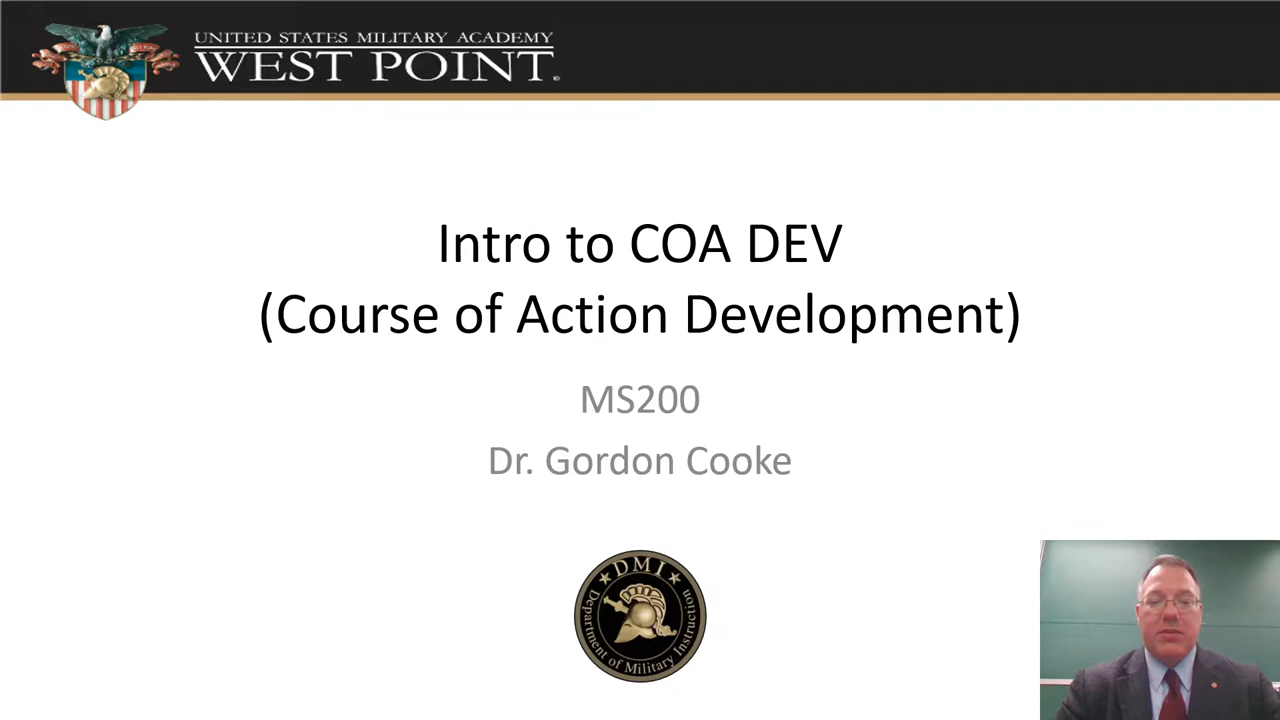 UNITED STATES MILITARY ACADEMY
WEST POINT.
Intro to COA DEV
(Course of Action Development)
MS200
Dr. Gordon Cooke
DMI
Department of Military Instruction